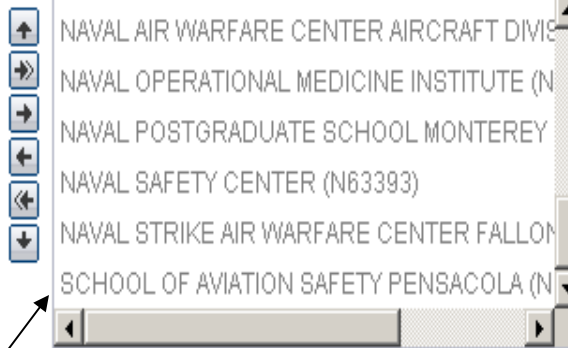 NAVAL AIR WARFARE CENTER AIRCRAFT
NAVAL OPERATIONAL MEDICINE INSTITUTE (N
NAVAL POSTGRADUATE SCHOOL MONTEREY
NAVAL SAFETY CENTER (N63393)
NAVAL STRIKE AIR WARFARE CENTER FALLON
SCHOOL OF AVIATION SAFETY PENSACOLA (N